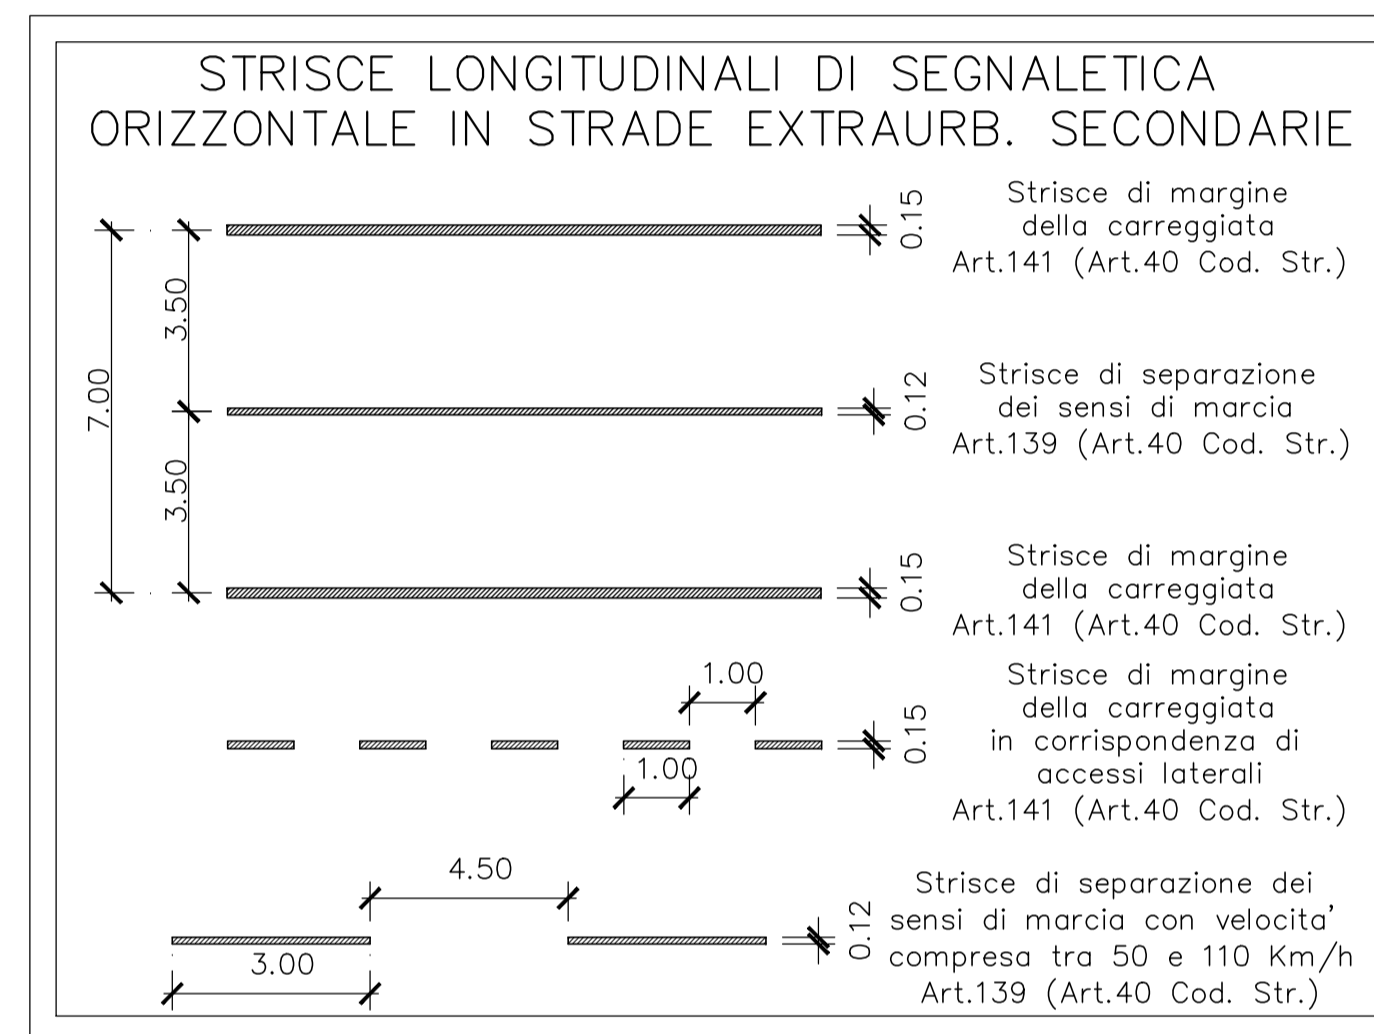 STRISCE LONGITUDINALI DI SEGNALETICA
ORIZZONTALE IN STRADE EXTRAURB. SECONDARIE
7.00
3.50
3.50
0.15
Strisce di margine
della carreggiata
Art.141 (Art.40 Cod. Str.)
0.12
Strisce di separazione
dei sensi di marcia
Art.139 (Art.40 Cod. Str.)
0.15
Strisce di margine
della carreggiata
Art.141 (Art.40 Cod. Str.)
1.00
1.00
0.15
Strisce di margine
della carreggiata
in corrispondenza di
accessi laterali
Art.141 (Art.40 Cod. Str.)
4.50
3.00
0.12
Strisce di separazione dei
sensi di marcia con velocita'
compresa tra 50 e 110 Km/h
Art.139 (Art.40 Cod. Str.)